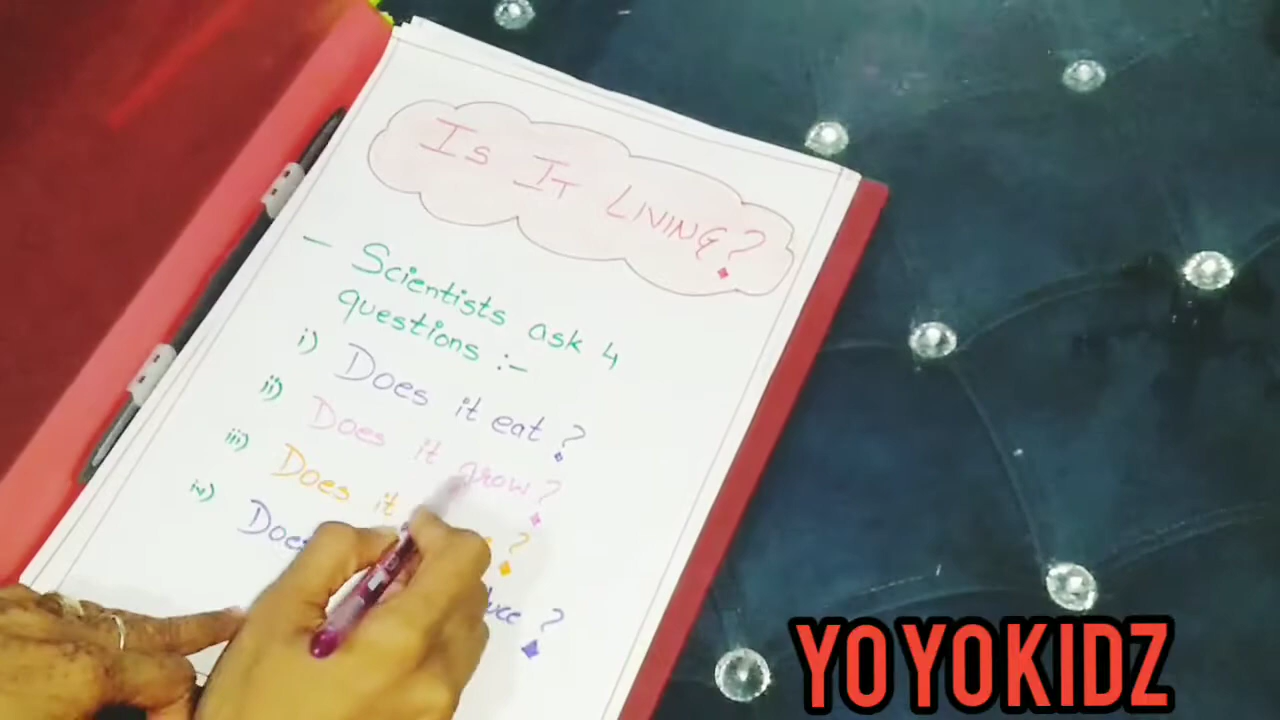 IS IT LIVING?
- Scientists ask 4
questions :-
i) Does it eat ?
ii) Does it grow ?
iii) Does it ?
iv) Does ?
YOYOKIDZ